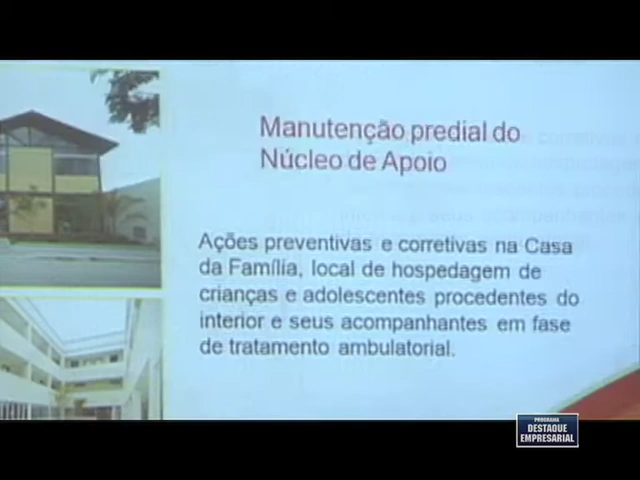 Manutenção predial do
Núcleo de Apoio
Ações preventivas e corretivas na Casa
da Família, local de hospedagem de
crianças e adolescentes procedentes do
interior e seus acompanhantes em fase
de tratamento ambulatorial.
PROGRAMA
DESTAQUE
EMPRESARIAL